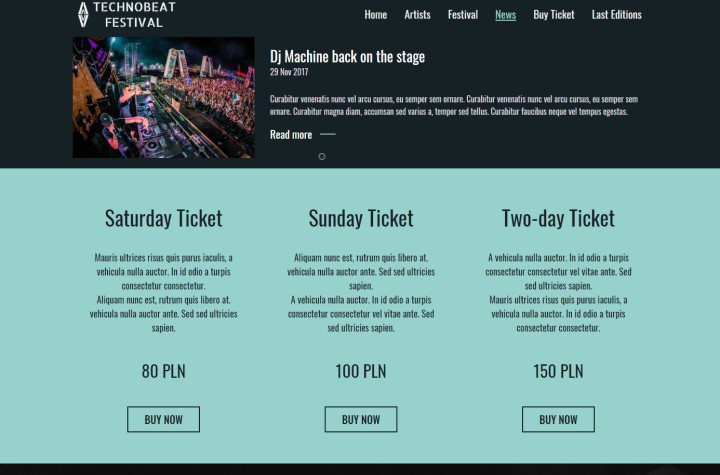 TECHNOBEAT
FESTIVAL
Home Artists Festival News Buy Ticket Last Editions
Dj Machine back on the stage
29 Nov 2017
Curabitur venenatis nunc vel arcu cursus, eu semper sem ornare. Curabitur venenatis nunc vel arcu cursus, eu semper sem
ornare. Curabitur magna diam, accumsan sed varius a, tempor sed tellus. Curabitur faucibus neque vel tempus egestas.
Read more
Saturday Ticket
Mauris ultrices risus quis purus iaculis, a
vehicula nulla auctor. In id odio a turpis
consectetur consectetur.
Aliquam nunc est, rutrum quis libero at.
vehicula nulla auctor ante. Sed sed ultricies
sapien.
80 PLN
BUY NOW
Sunday Ticket
Aliquam nunc est, rutrum quis libero at.
vehicula nulla auctor ante. Sed sed ultricies
sapien.
A vehicula nulla auctor. In id odio a turpis
consectetur consectetur vel vitae ante. Sed
sed ultricies sapien.
100 PLN
BUY NOW
Two-day Ticket
A vehicula nulla auctor. In id odio a turpis
consectetur consectetur vel vitae ante. Sed
sed ultricies sapien.
Mauris ultrices risus quis purus iaculis, a
vehicula nulla auctor. In id odio a turpis
consectetur consectetur.
150 PLN
BUY NOW